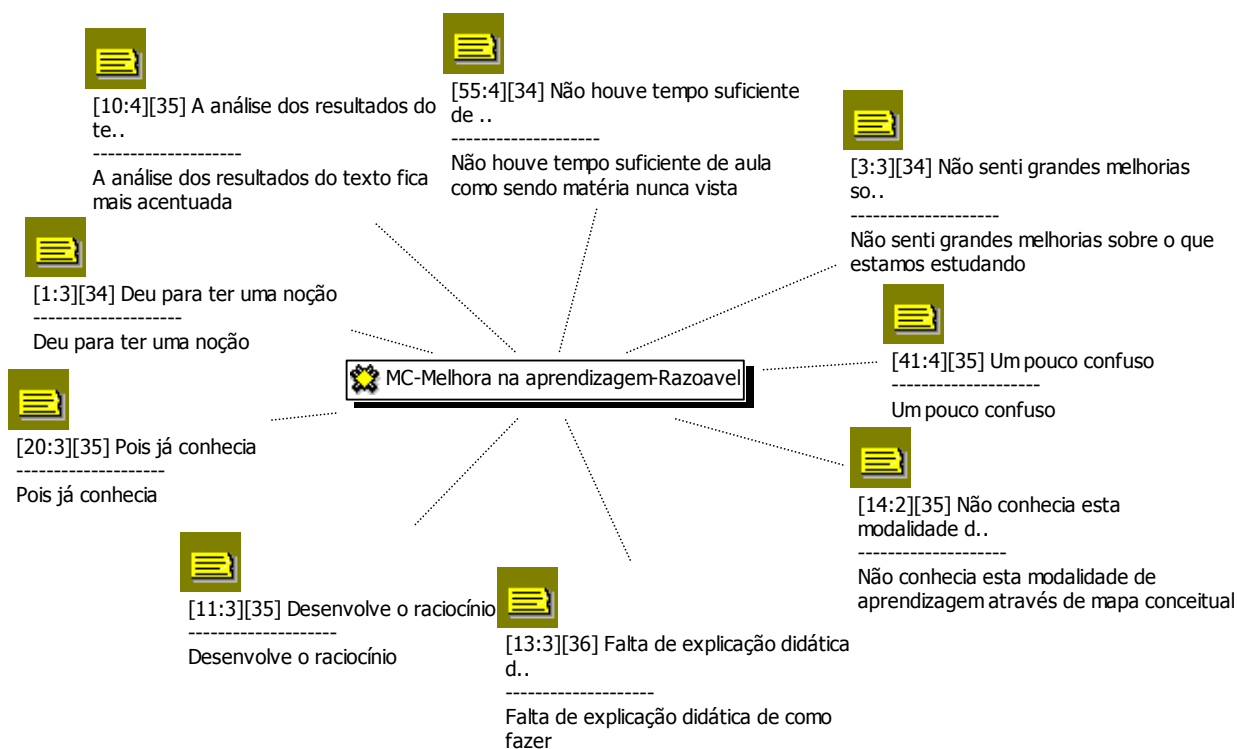 [10:4][35] A análise dos resultados do
te..
--------------------
A análise dos resultados do texto fica
mais acentuada
[55:4][34] Não houve tempo suficiente
de ..
--------------------
Não houve tempo suficiente de aula
como sendo matéria nunca vista
[3:3][34] Não senti grandes melhorias
so..
--------------------
Não senti grandes melhorias sobre o que
estamos estudando
[1:3][34] Deu para ter uma noção
--------------------
Deu para ter uma noção
[41:4][35] Um pouco confuso
--------------------
Um pouco confuso
MC-Melhora na aprendizagem-Razoavel
[20:3][35] Pois já conhecia
--------------------
Pois já conhecia
[14:2][35] Não conhecia esta
modalidade d..
--------------------
Não conhecia esta modalidade de
aprendizagem através de mapa conceitual
[11:3][35] Desenvolve o raciocínio
--------------------
Desenvolve o raciocínio
[13:3][36] Falta de explicação didática
d..
--------------------
Falta de explicação didática de como
fazer